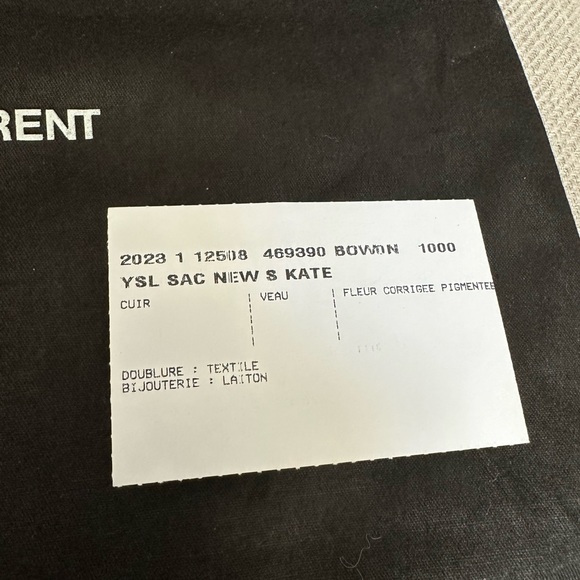 RENT
2023 1 12508 469390 BOW0N 1000
YSL SAC NEW S KATE
CUIR VEAU FLEUR CORRIGEE PIGMENTEE
DOUBLURE : TEXTILE
BIJOUTERIE : LAITON